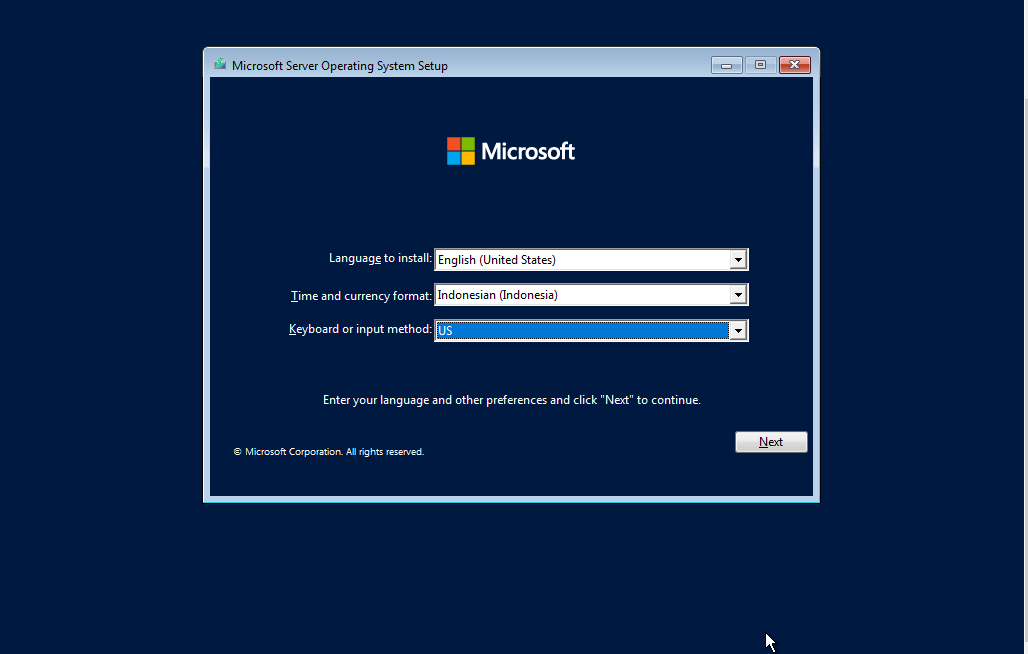 Microsoft Server Operating System Setup
Microsoft
Language to install: English (United States)
Time and currency format: Indonesian (Indonesia)
Keyboard or input method: US
Enter your language and other preferences and click "Next" to continue.
Next
© Microsoft Corporation. All rights reserved.